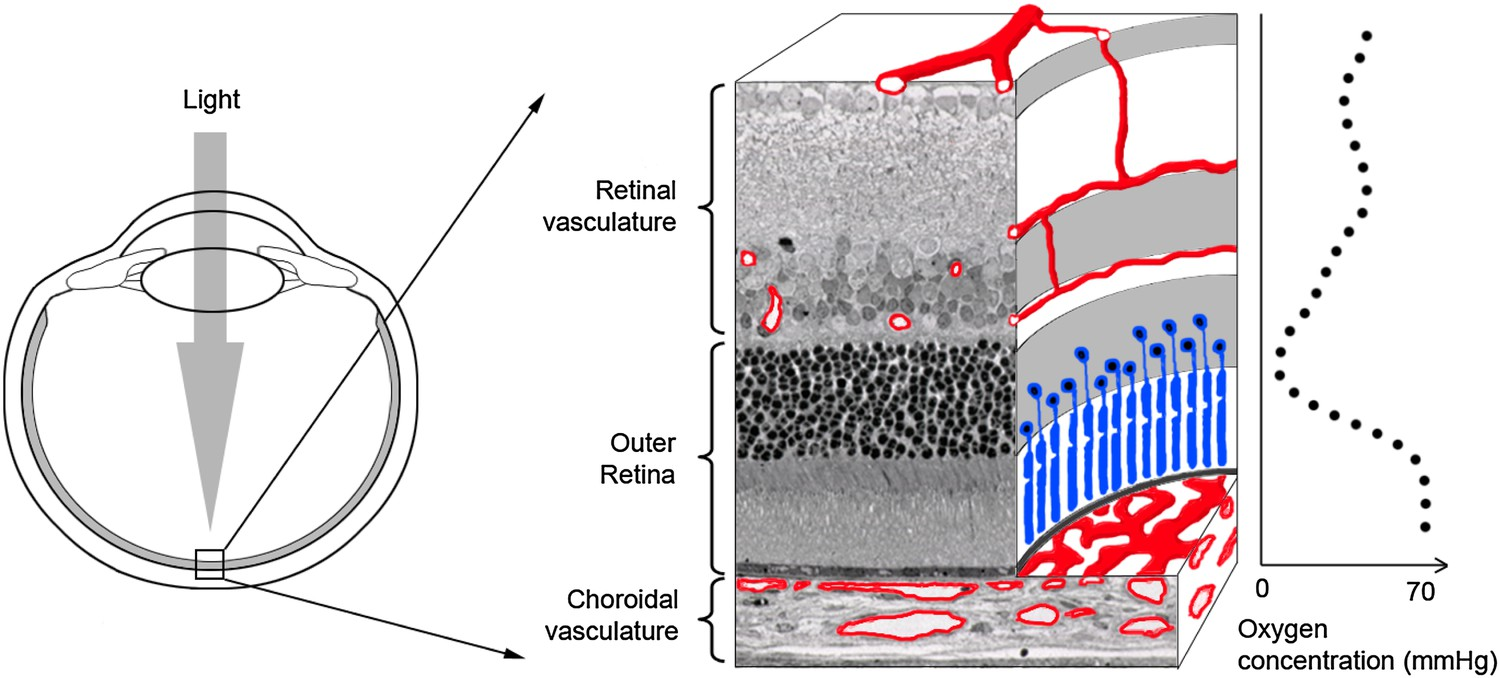 Light
Retinal
vasculature
Outer
Retina
Choroidal
vasculature
0
70
Oxygen
concentration (mmHg)